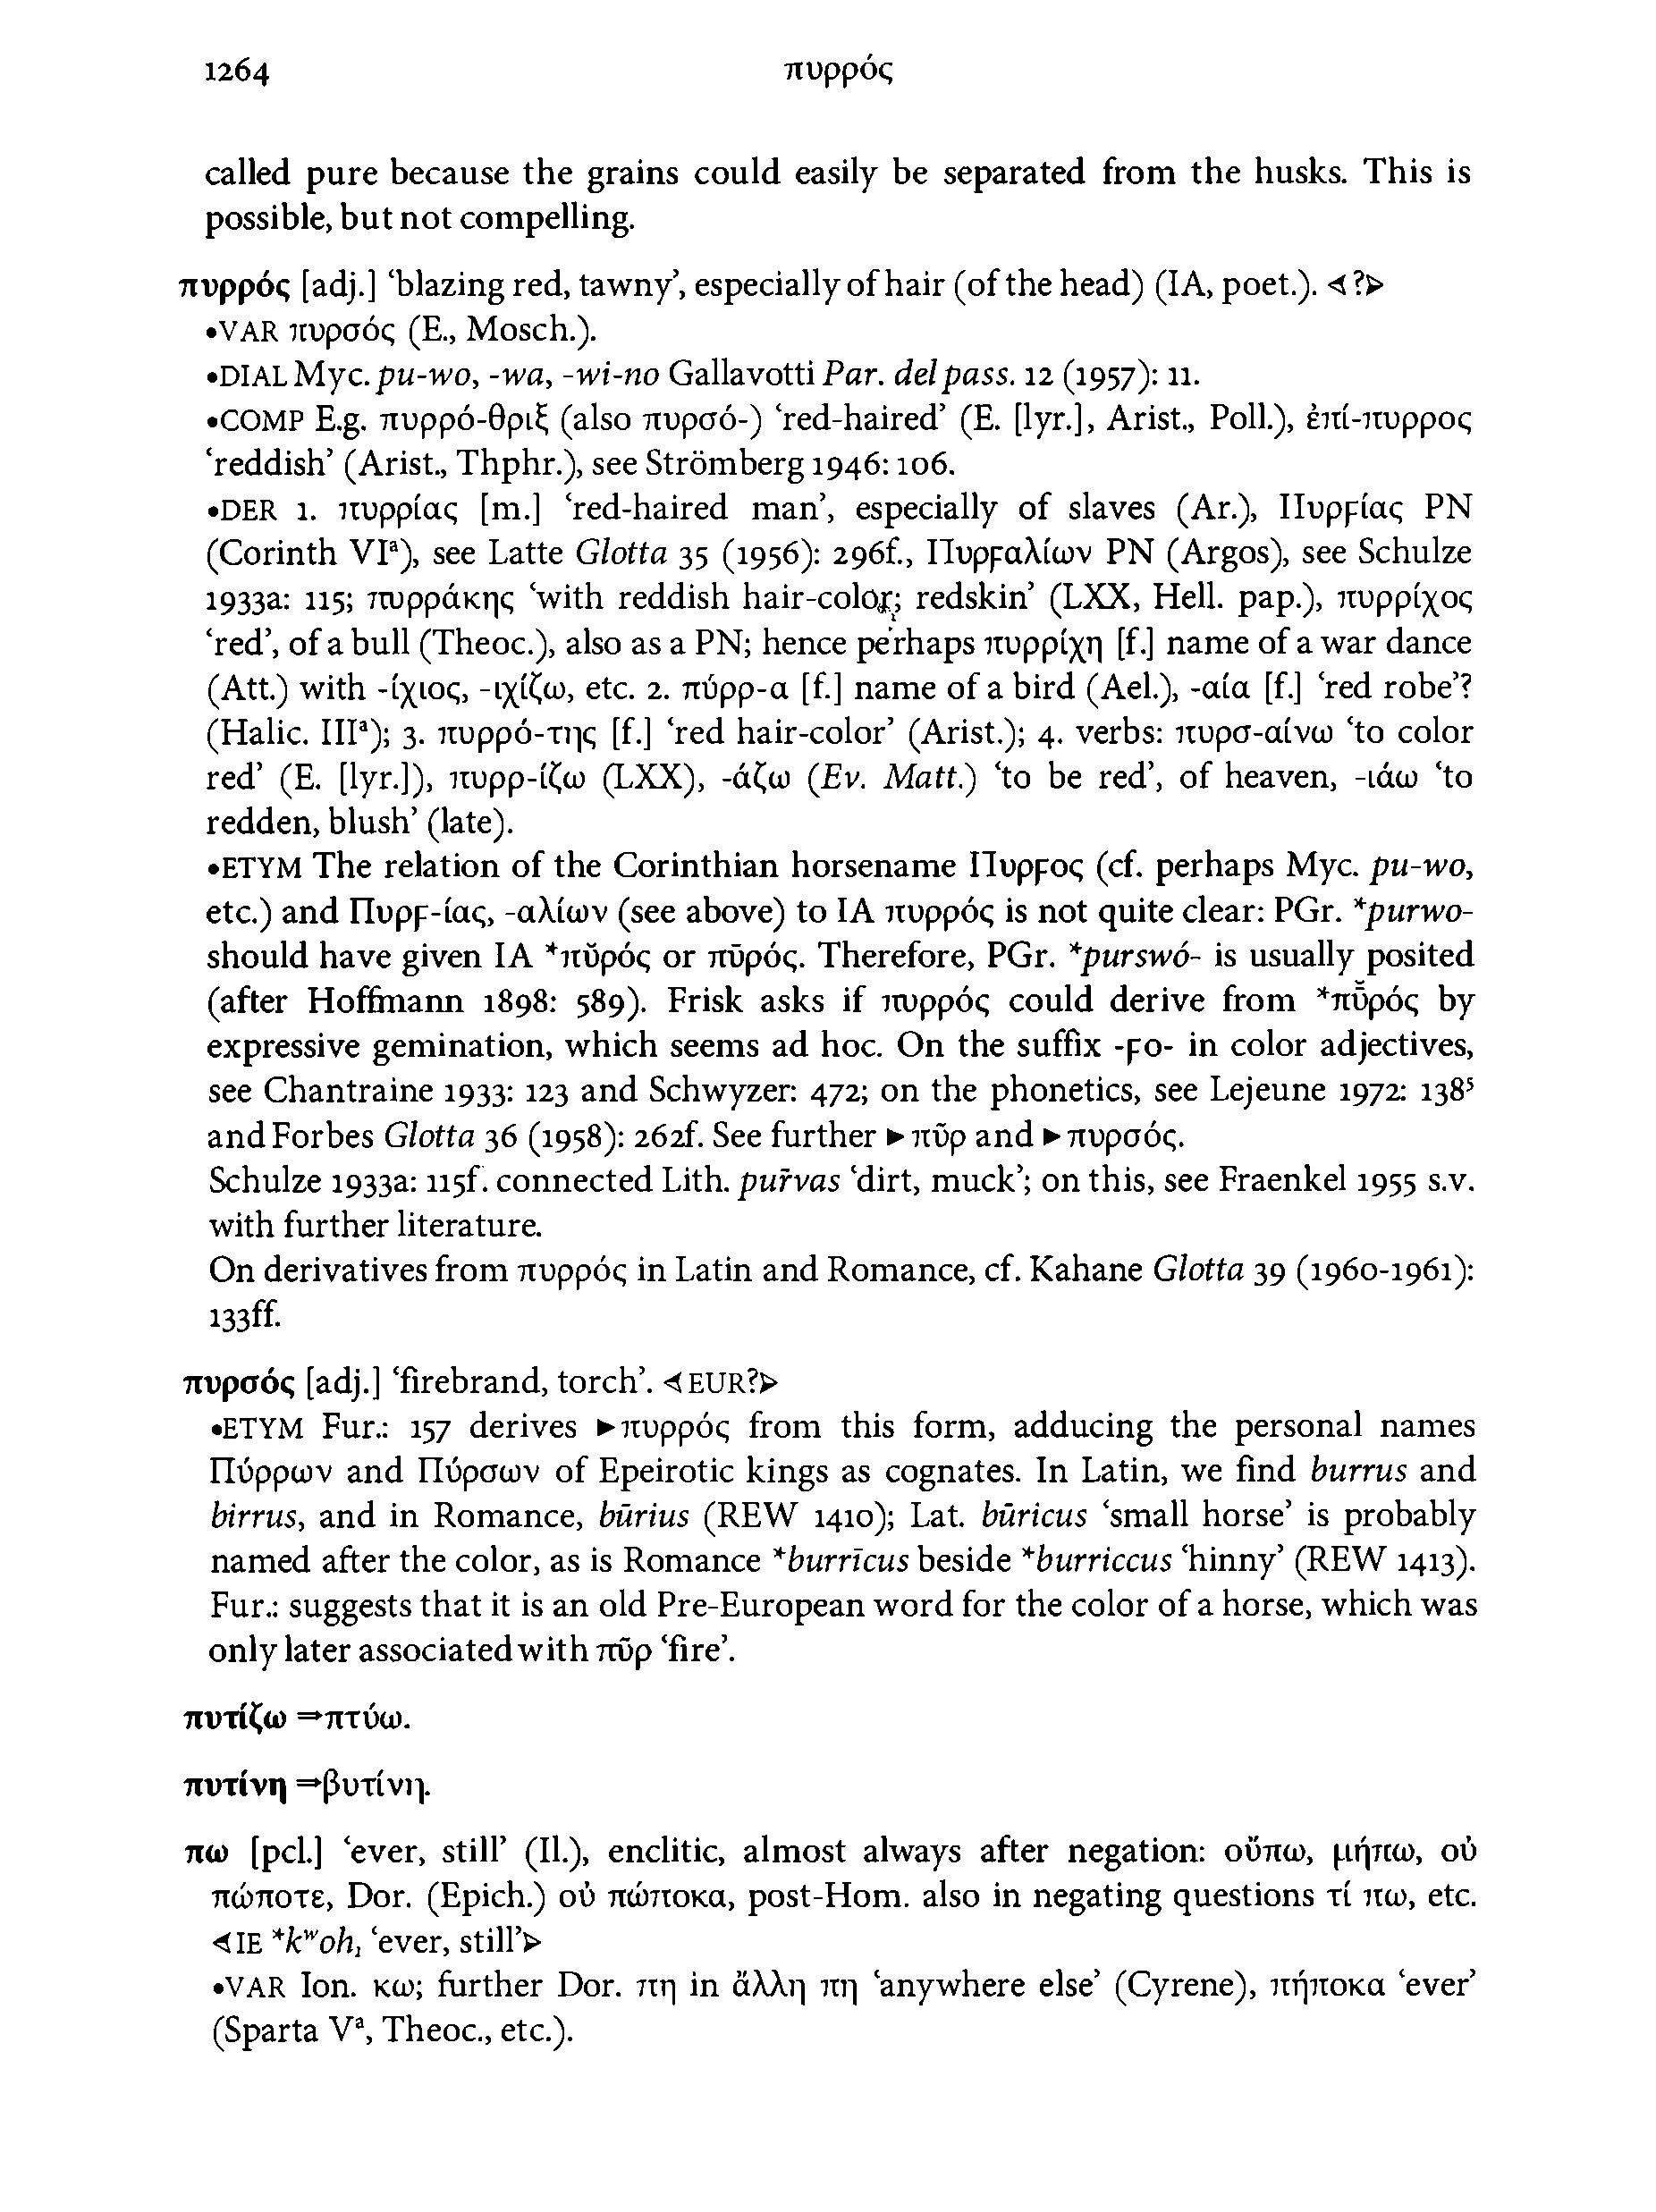 1264 πυρρός
called pure because the grains could easily be separated from the husks. This is
possible, but not compelling.
πυρρός [adj.] ‘blazing red, tawny’, especially of hair (of the head) (IA, poet.). ⊲?⊳
•VAR πυρσός (E., Mosch.).
•DIAL Myc. pu-wo, -wa, -wi-no Gallavotti Par. del pass. 12 (1957): 11.
•COMP E.g. πυρρό-θριξ (also πυρσό-) ‘red-haired’ (E. [lyr.], Arist., Poll.), ἐπί-πυρρος
‘reddish’ (Arist., Thphr.), see Strömberg 1946: 106.
•DER 1. πυρρίας [m.] ‘red-haired man’, especially of slaves (Ar.), Πυρϝίας PN
(Corinth VIᵃ), see Latte Glotta 35 (1956): 296f., Πυρϝαλίων PN (Argos), see Schulze
1933a: 115; πυρράκης ‘with reddish hair-color; redskin’ (LXX, Hell. pap.), πυρρίχος
‘red’, of a bull (Theoc.), also as a PN; hence perhaps πυρρίχη [f.] name of a war dance
(Att.) with -ίχιος, -ιχίζω, etc. 2. πύρρ-α [f.] name of a bird (Ael.), -αία [f.] ‘red robe’?
(Halic. IIIᵃ); 3. πυρρό-της [f.] ‘red hair-color’ (Arist.); 4. verbs: πυρσ-αίνω ‘to color
red’ (E. [lyr.]), πυρρ-ίζω (LXX), -άζω (Ev. Matt.) ‘to be red’, of heaven, -ιάω ‘to
redden, blush’ (late).
•ETYM The relation of the Corinthian horsename Πυρϝος (cf. perhaps Myc. pu-wo,
etc.) and Πυρϝ-ίας, -αλίων (see above) to IA πυρρός is not quite clear: PGr. *purwo-
should have given IA *πῠρός or πῡρός. Therefore, PGr. *purswó- is usually posited
(after Hoffmann 1898: 589). Frisk asks if πυρρός could derive from *πῡ̆ρός by
expressive gemination, which seems ad hoc. On the suffix -ϝο- in color adjectives,
see Chantraine 1933: 123 and Schwyzer: 472; on the phonetics, see Lejeune 1972: 138⁵
and Forbes Glotta 36 (1958): 262f. See further ►πῦρ and ►πυρσός.
Schulze 1933a: 115f. connected Lith. pur̃vas ‘dirt, muck’; on this, see Fraenkel 1955 s.v.
with further literature.
On derivatives from πυρρός in Latin and Romance, cf. Kahane Glotta 39 (1960-1961):
133ff.
πυρσός [adj.] ‘firebrand, torch’. ⊲EUR?⊳
•ETYM Fur.: 157 derives ►πυρρός from this form, adducing the personal names
Πύρρων and Πύρσων of Epeirotic kings as cognates. In Latin, we find burrus and
birrus, and in Romance, būrius (REW 1410); Lat. būricus ‘small horse’ is probably
named after the color, as is Romance *burrīcus beside *burriccus ‘hinny’ (REW 1413).
Fur.: suggests that it is an old Pre-European word for the color of a horse, which was
only later associated with πῦρ ‘fire’.
πυτίζω ⇒πτύω.
πυτίνη ⇒βυτίνη.
πω [pcl.] ‘ever, still’ (Il.), enclitic, almost always after negation: οὔπω, μήπω, οὐ
πώποτε, Dor. (Epich.) οὐ πώποκα, post-Hom. also in negating questions τί πω, etc.
⊲IE *kʷoh₁ ‘ever, still’⊳
•VAR Ion. κω; further Dor. πη in ἄλλη πη ‘anywhere else’ (Cyrene), πήποκα ‘ever’
(Sparta Vᵃ, Theoc., etc.).